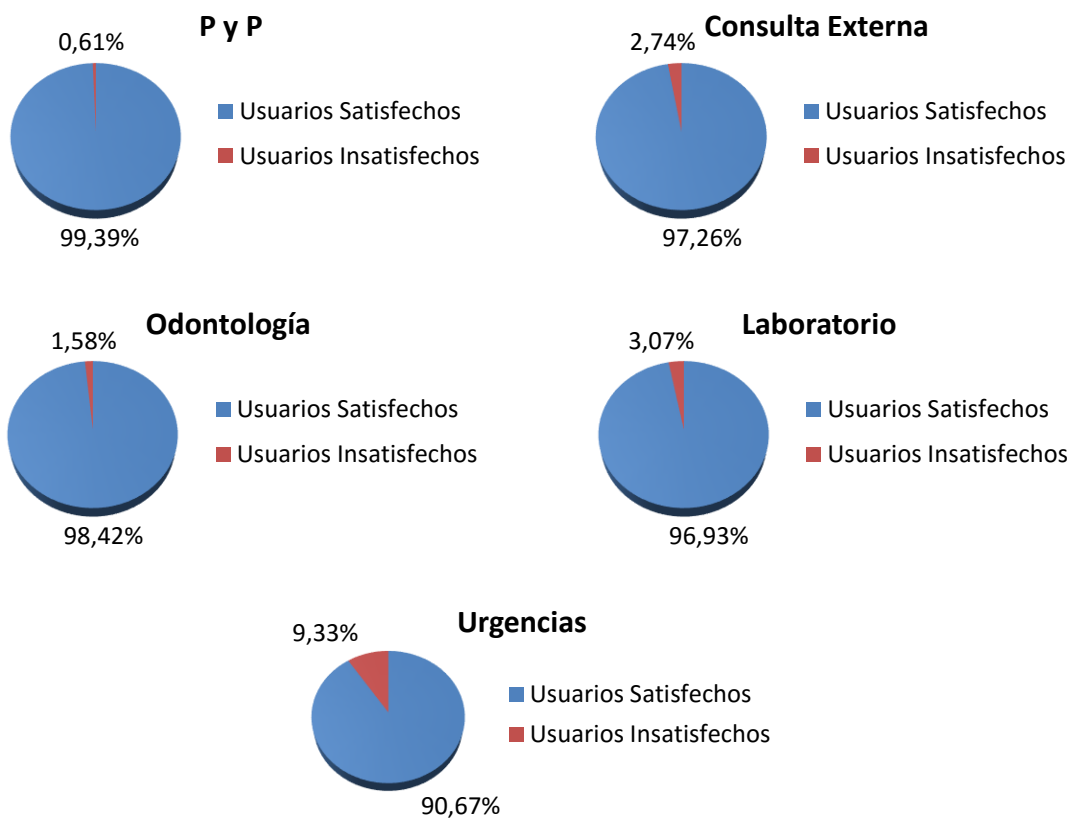 P y P
0,61%
Usuarios Satisfechos
Usuarios Insatisfechos
99,39%
Consulta Externa
2,74%
Usuarios Satisfechos
Usuarios Insatisfechos
97,26%
Odontología
1,58%
Usuarios Satisfechos
Usuarios Insatisfechos
98,42%
Laboratorio
3,07%
Usuarios Satisfechos
Usuarios Insatisfechos
96,93%
Urgencias
9,33%
Usuarios Satisfechos
Usuarios Insatisfechos
90,67%